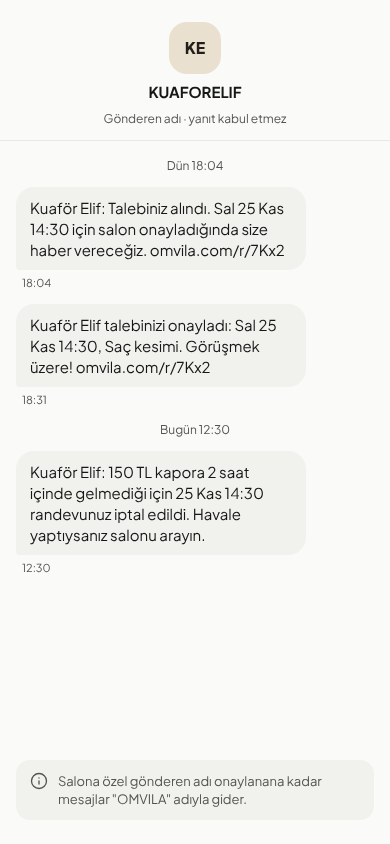 KE
KUAFORELIF
Gönderen adı · yanıt kabul etmez
Dün 18:04
Kuaför Elif: Talebiniz alındı. Sal 25 Kas
14:30 için salon onayladığında size
haber vereceğiz. omvila.com/r/7Kx2
18:04
Kuaför Elif talebinizi onayladı: Sal 25
Kas 14:30, Saç kesimi. Görüşmek
üzere! omvila.com/r/7Kx2
18:31
Bugün 12:30
Kuaför Elif: 150 TL kapora 2 saat
içinde gelmediği için 25 Kas 14:30
randevunuz iptal edildi. Havale
yaptıysanız salonu arayın.
12:30
Salona özel gönderen adı onaylanana kadar
mesajlar "OMVILA" adıyla gider.